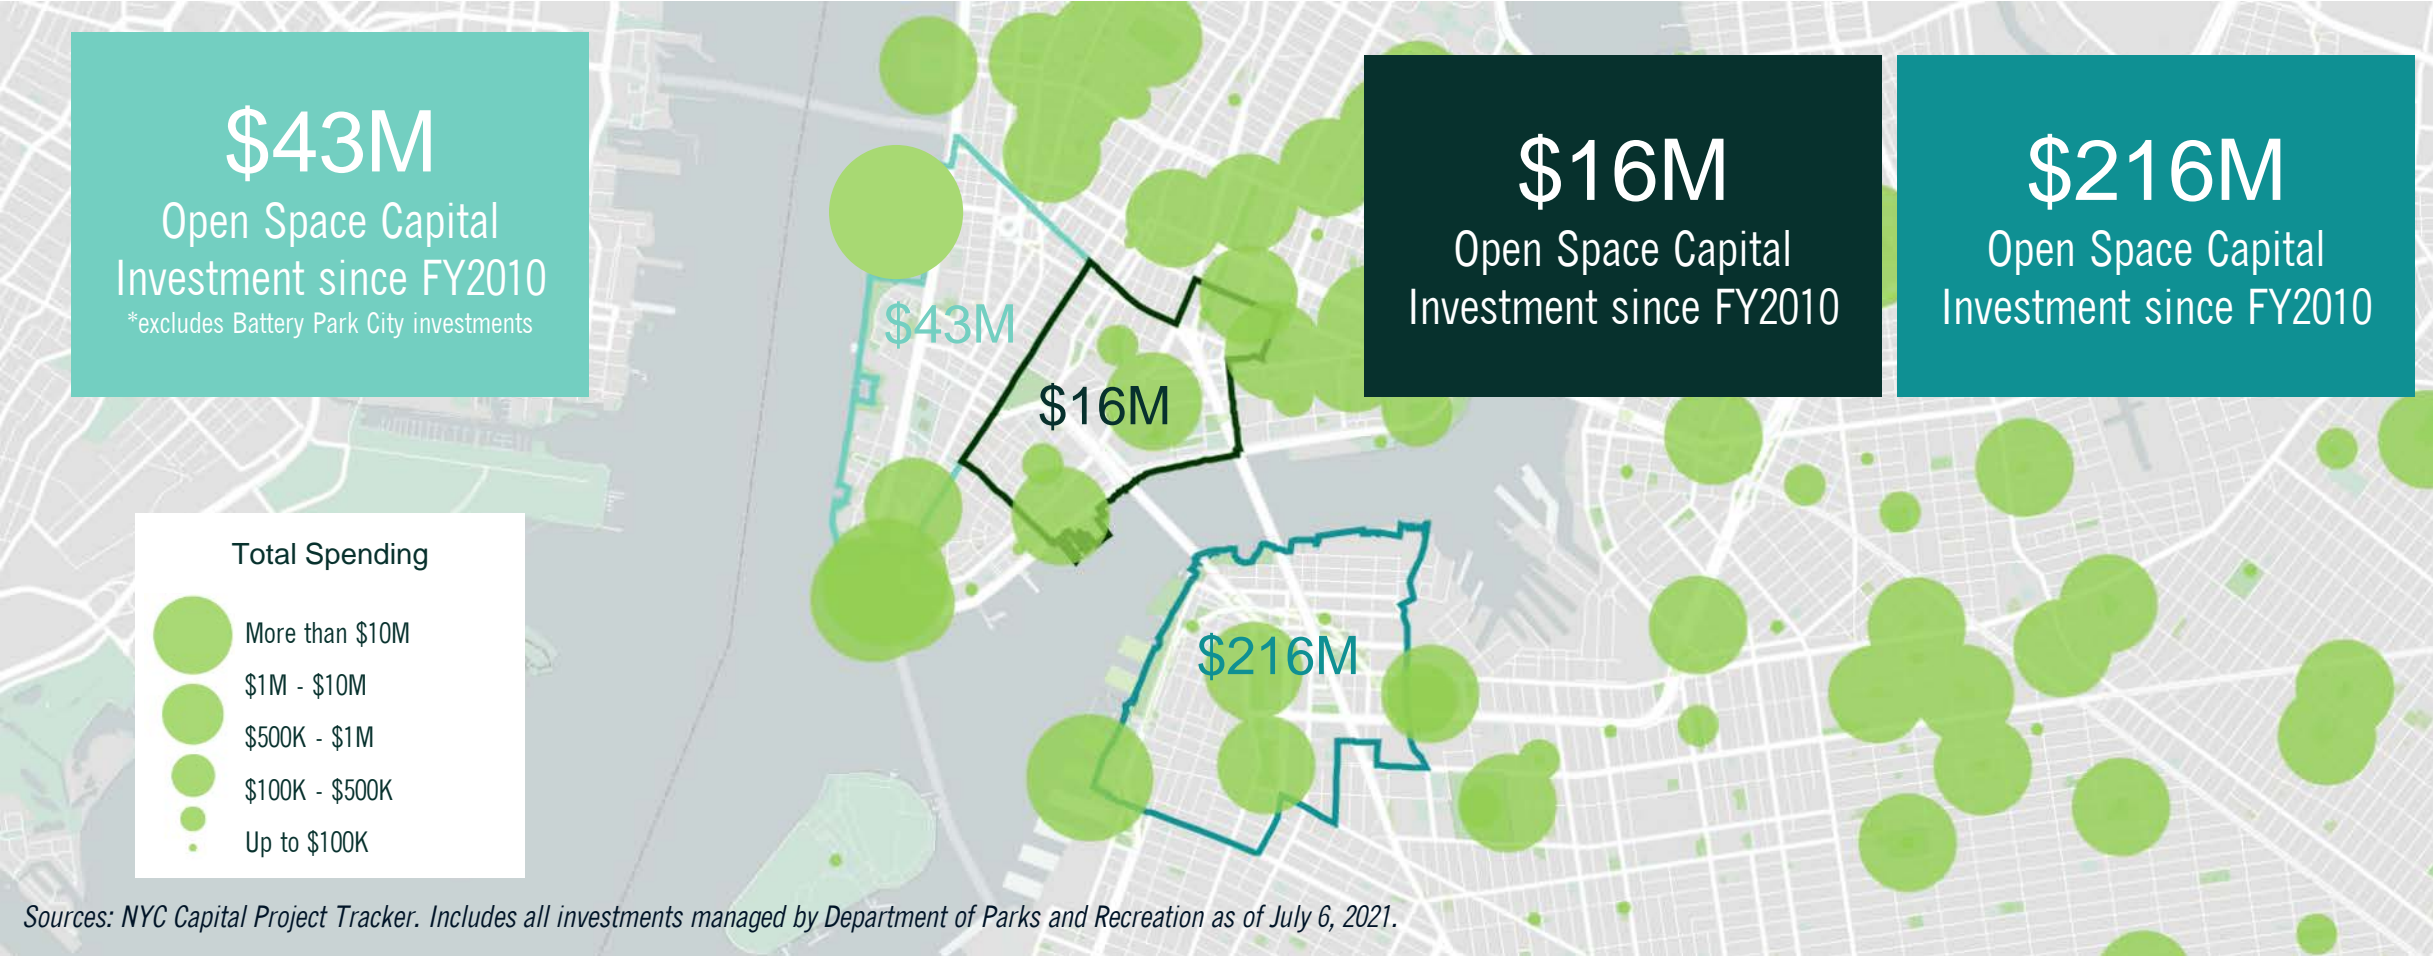 $43M
Open Space Capital
Investment since FY2010
*excludes Battery Park City investments
$16M
Open Space Capital
Investment since FY2010
$216M
Open Space Capital
Investment since FY2010
$43M
$16M
$216M
Total Spending
More than $10M
$1M - $10M
$500K - $1M
$100K - $500K
Up to $100K
Sources: NYC Capital Project Tracker. Includes all investments managed by Department of Parks and Recreation as of July 6, 2021.